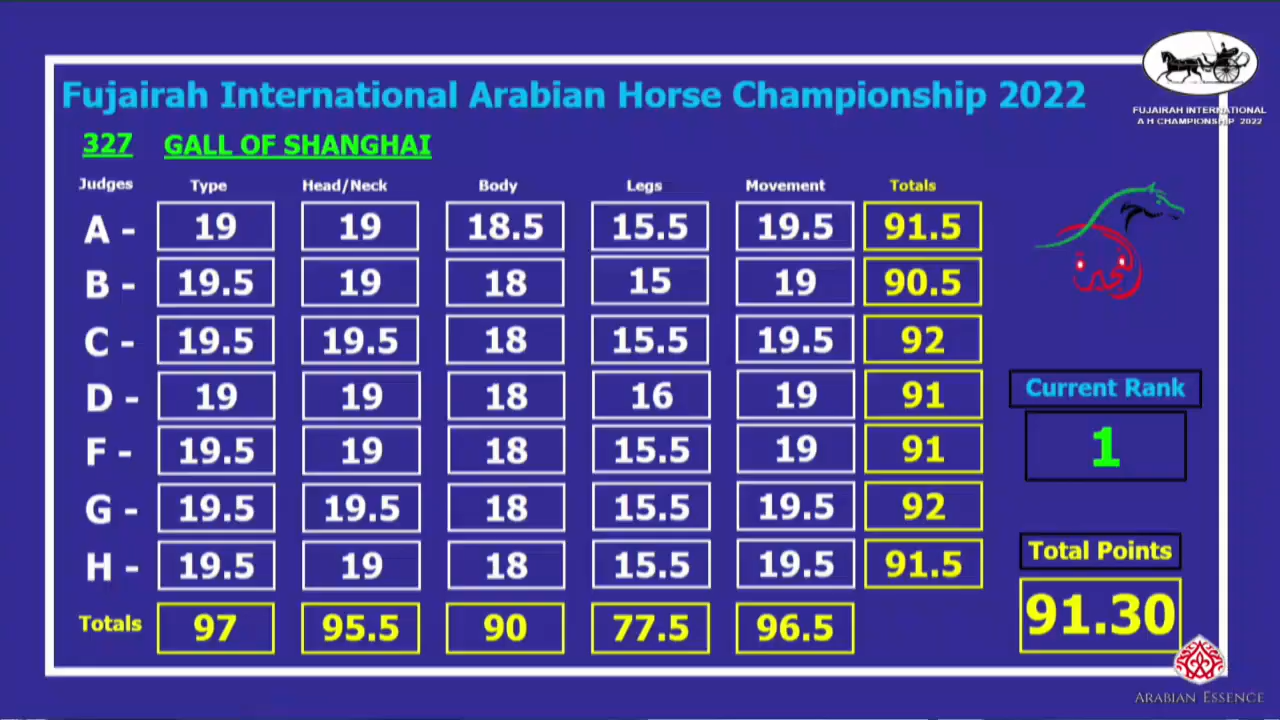 Fujairah International Arabian Horse Championship 2022
FUJAIRAH INTERNATIONAL
A H CHAMPIONSHIP 2022
327 GALL OF SHANGHAI
Judges Type Head/Neck Body Legs Movement Totals
A - 19 19 18.5 15.5 19.5 91.5
B - 19.5 19 18 15 19 90.5
C - 19.5 19.5 18 15.5 19.5 92
D - 19 19 18 16 19 91
F - 19.5 19 18 15.5 19 91
G - 19.5 19.5 18 15.5 19.5 92
H - 19.5 19 18 15.5 19.5 91.5
Totals 97 95.5 90 77.5 96.5
Current Rank
1
Total Points
91.30
ARABIAN ESSENCE